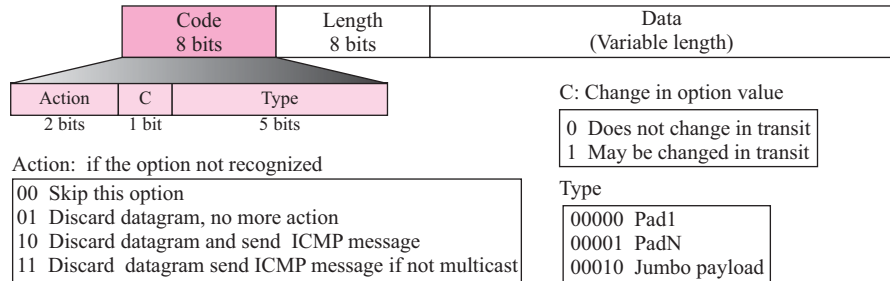 Code
8 bits
Length
8 bits
Data
(Variable length)
Action
C
Type
2 bits
1 bit
5 bits
C: Change in option value
0 Does not change in transit
1 May be changed in transit
Action: if the option not recognized
00 Skip this option
01 Discard datagram, no more action
10 Discard datagram and send ICMP message
11 Discard datagram send ICMP message if not multicast
Type
00000 Pad1
00001 PadN
00010 Jumbo payload